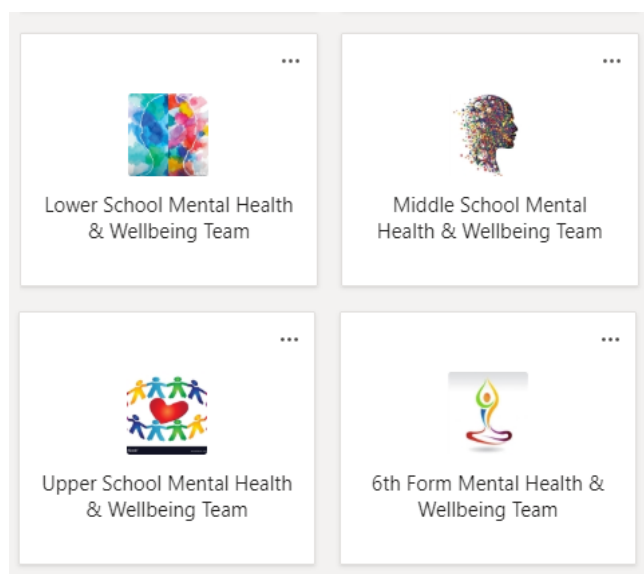 Lower School Mental Health
& Wellbeing Team
Middle School Mental
Health & Wellbeing Team
Upper School Mental Health
& Wellbeing Team
6th Form Mental Health &
Wellbeing Team